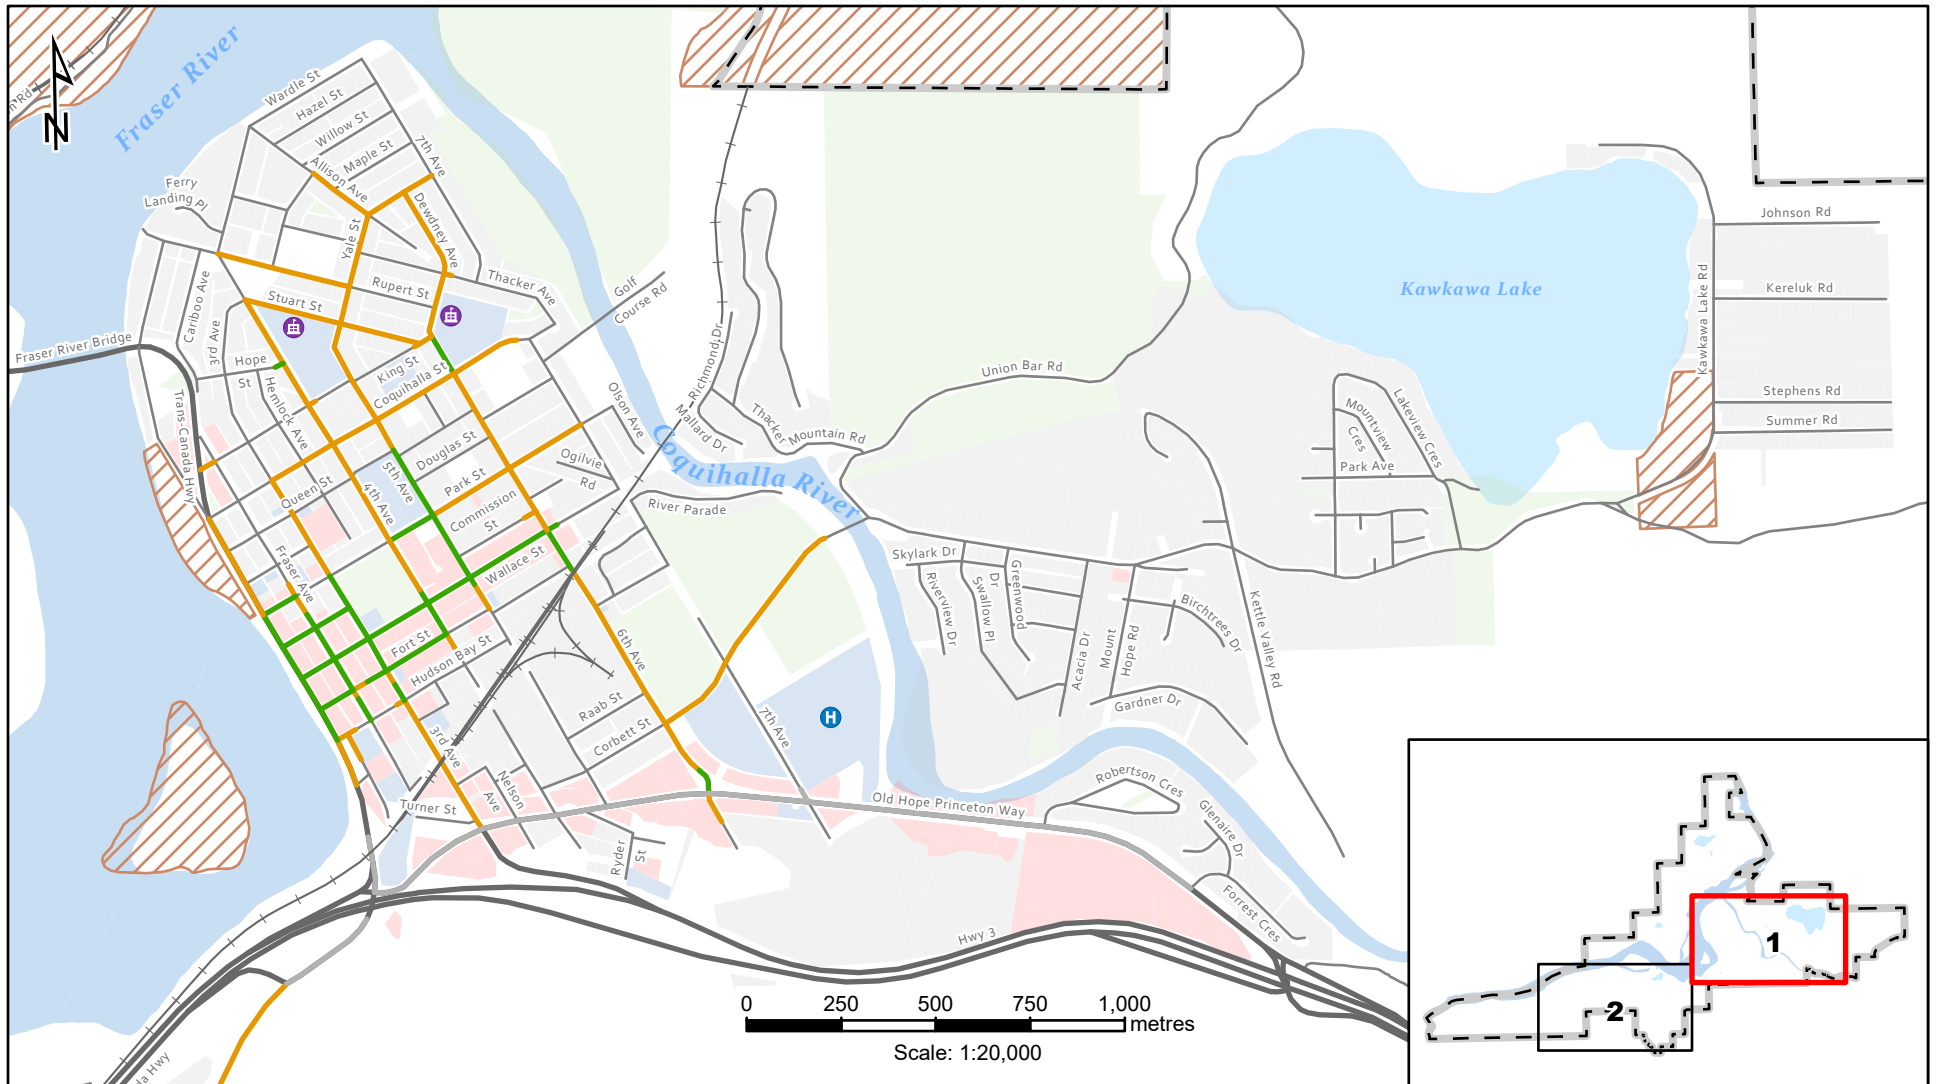 Fraser River
n Rd
N
Wardle St
Hazel St
Willow St
Maple St
7th Ave
Allison Ave
Ferry
Landing Pl
Dewdney Ave
Yale St
Thacker Ave
Rupert St
Stuart St
Cariboo Ave
3rd Ave
Golf
Course Rd
Fraser River Bridge
Hope
St
King St
Coquihalla St
Hemlock Ave
Trans-Canada Hwy
Richmond Dr
Olson Ave
Mallard Dr
Thacker
Mountain Rd
Union Bar Rd
Kawkawa Lake
Kawkawa Lake Rd
Johnson Rd
Kereluk Rd
Stephens Rd
Summer Rd
Mountview
Cres
Lakeview Cres
Park Ave
Coquihalla River
Douglas St
5th Ave
Park St
Ogilvie
Rd
Queen St
4th Ave
Commission
St
River Parade
Wallace St
Fraser Ave
Skylark Dr
Riverview Dr
Swallow Pl
Greenwood
Dr
Acacia Dr
Mount
Hope Rd
Birchtrees Dr
Kettle Valley Rd
Gardner Dr
Fort St
Hudson Bay St
6th Ave
Raab St
Corbett St
7th Ave
H
3rd Ave
Nelson
Ave
Turner St
Old Hope Princeton Way
Robertson Cres
Glenaire Dr
Forrest Cres
Ryder
St
Hwy 3
da Hwy
0 250 500 750 1,000
metres
Scale: 1:20,000
1
2